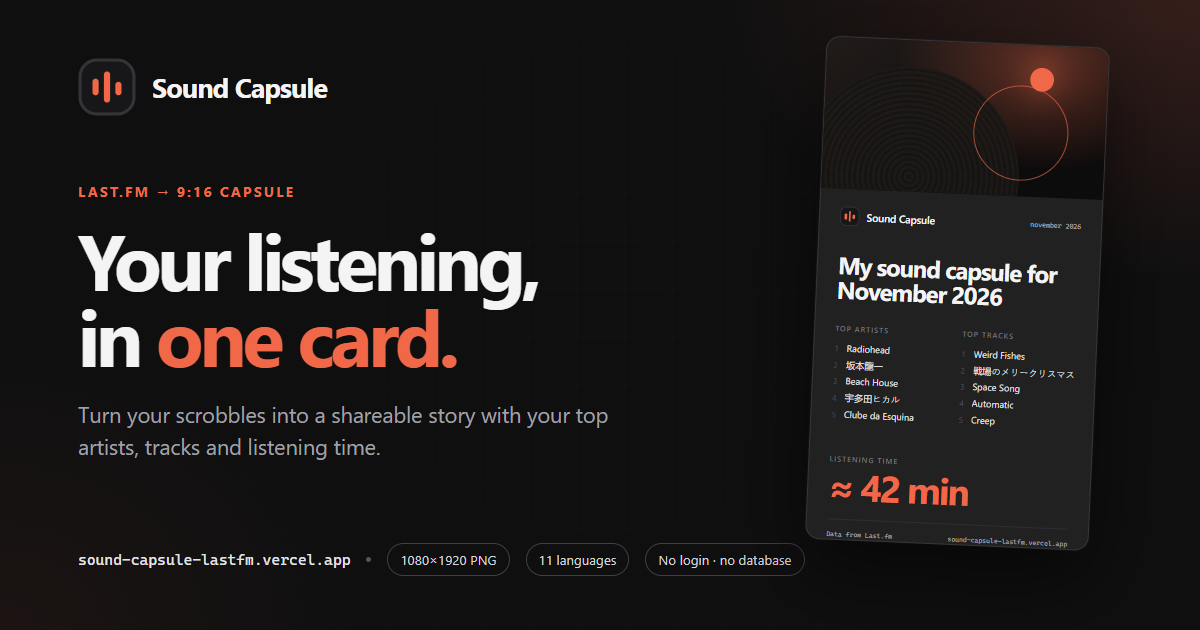 Sound Capsule
LAST.FM → 9:16 CAPSULE
Your listening,
in one card.
Turn your scrobbles into a shareable story with your top
artists, tracks and listening time.
sound-capsule-lastfm.vercel.app • 1080×1920 PNG 11 languages No login · no database
Sound Capsule
november 2026
My sound capsule for
November 2026
TOP ARTISTS
1 Radiohead
2 坂本龍一
3 Beach House
4 宇多田ヒカル
5 Clube da Esquina
TOP TRACKS
1 Weird Fishes
2 戦場のメリークリスマス
3 Space Song
4 Automatic
5 Creep
LISTENING TIME
≈ 42 min
Data from Last.fm
sound-capsule-lastfm.vercel.app